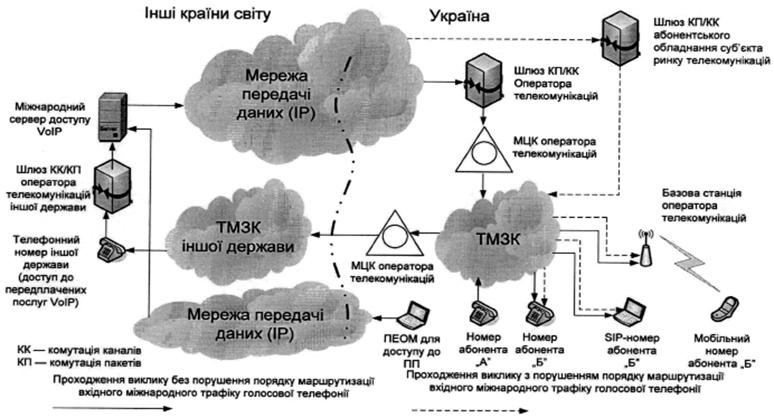 Інші країни світу
Україна
Шлюз КП/КК
абонентського
обладнання суб'єкта
ринку телекомунікацій
Мережа
передачі
даних (IP)
Шлюз КП/КК
Оператора
телекомунікацій
Міжнародний
сервер доступу
VoIP
Server
МЦК оператора
телекомунікацій
Шлюз КК/КП
оператора
телекомунікацій
іншої держави
Базова станція
оператора
телекомунікацій
ТМЗК
іншої держави
ТМЗК
Телефонний
номер іншої
держави
(доступ до
передплачених
послуг VoIP)
МЦК оператора
телекомунікацій
Мережа передачі
даних (IP)
ПЕОМ для
доступу до
ПП
Номер
абонента
„А"
Номер
абонента
„Б"
SIP-номер
абонента
„Б"
Мобільний
номер
абонента „Б"
КК — комутація каналів
КП — комутація пакетів
Проходження виклику без порушення порядку маршрутизації
вхідного міжнародного трафіку голосової телефонії
Проходження виклику з порушенням порядку маршрутизації
вхідного міжнародного трафіку голосової телефонії